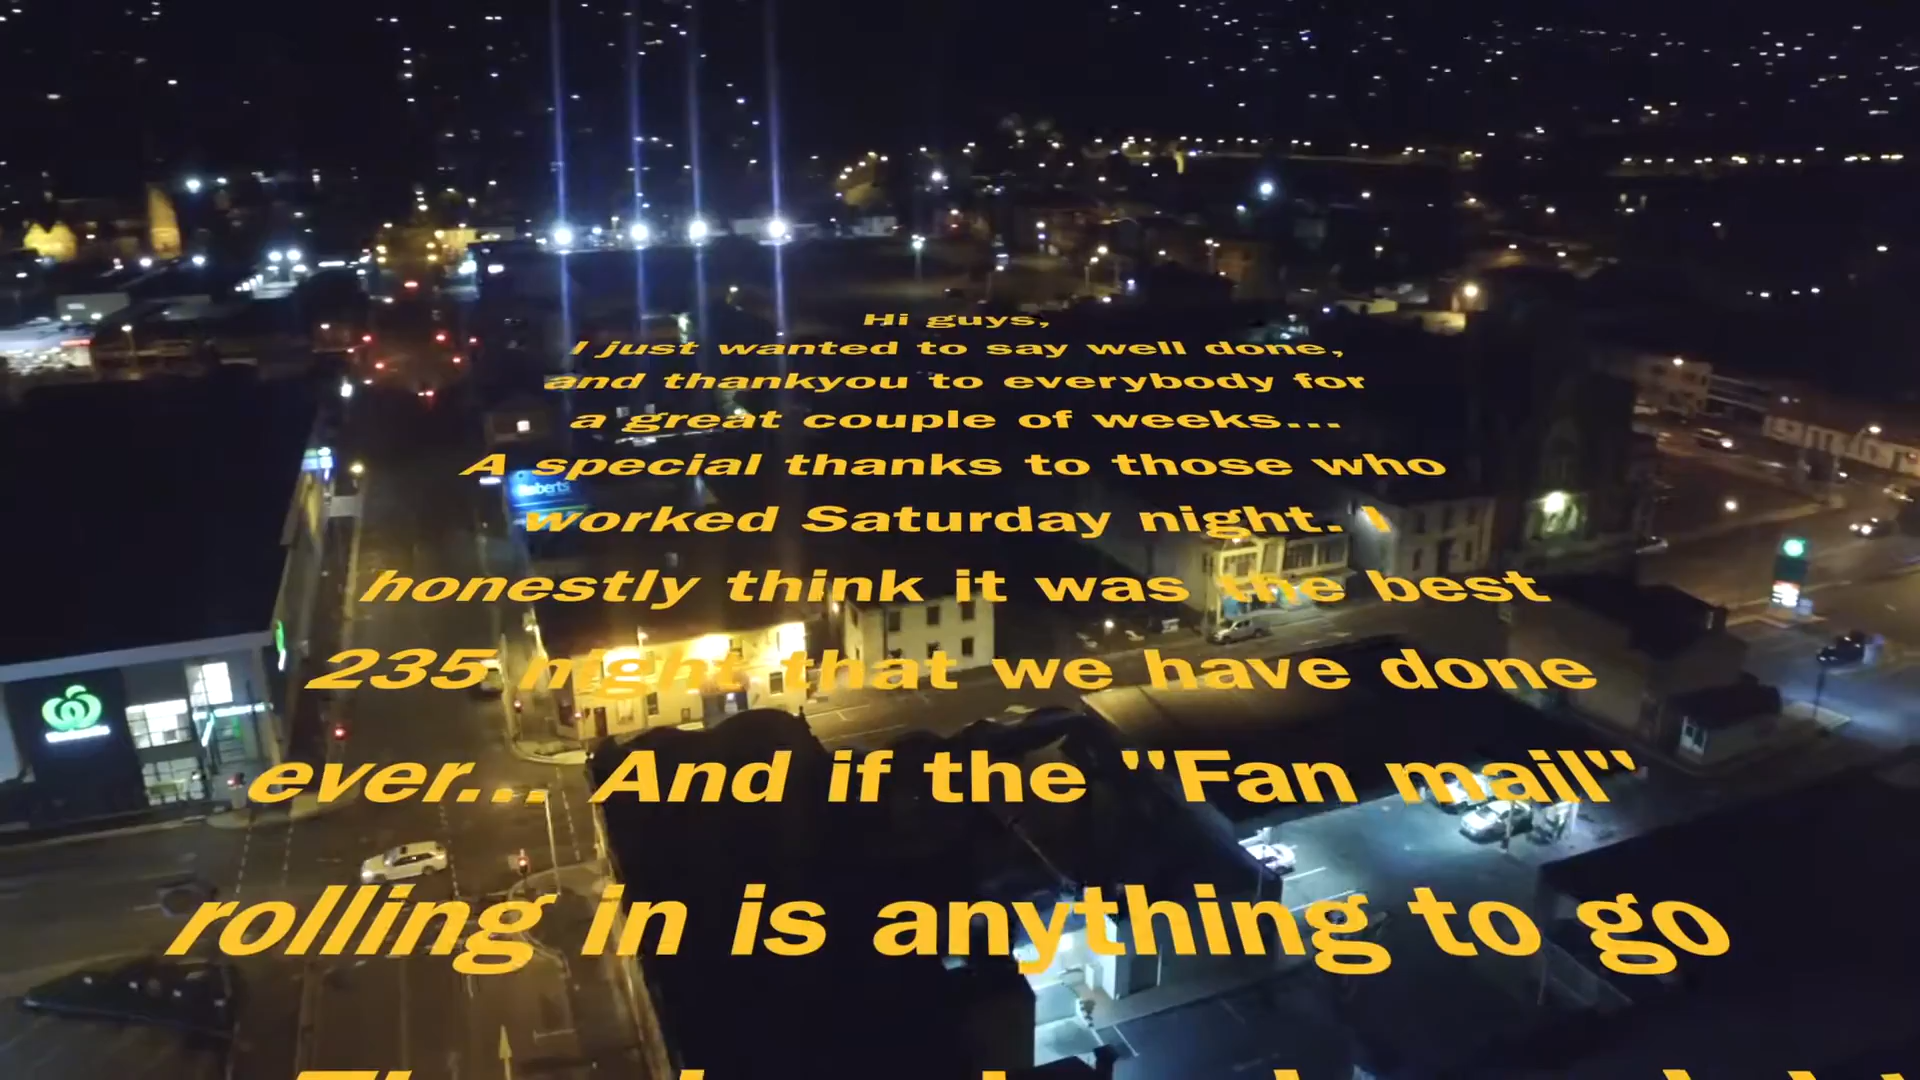 Hi guys,
I just wanted to say well done,
and thankyou to everybody for
a great couple of weeks...
A special thanks to those who
worked Saturday night. I
honestly think it was the best
235 night that we have done
ever... And if the "Fan mail"
rolling in is anything to go